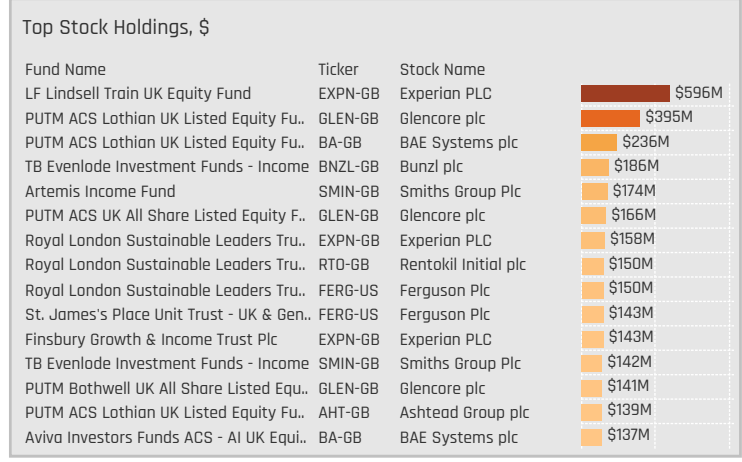 Top Stock Holdings, $
Fund Name Ticker Stock Name
LF Lindsell Train UK Equity Fund EXPN-GB Experian PLC $596M
PUTM ACS Lothian UK Listed Equity Fu.. GLEN-GB Glencore plc $395M
PUTM ACS Lothian UK Listed Equity Fu.. BA-GB BAE Systems plc $236M
TB Evenlode Investment Funds - Income BNZL-GB Bunzl plc $186M
Artemis Income Fund SMIN-GB Smiths Group Plc $174M
PUTM ACS UK All Share Listed Equity F.. GLEN-GB Glencore plc $166M
Royal London Sustainable Leaders Tru.. EXPN-GB Experian PLC $158M
Royal London Sustainable Leaders Tru.. RTO-GB Rentokil Initial plc $150M
Royal London Sustainable Leaders Tru.. FERG-US Ferguson Plc $150M
St. James's Place Unit Trust - UK & Gen.. FERG-US Ferguson Plc $143M
Finsbury Growth & Income Trust Plc EXPN-GB Experian PLC $143M
TB Evenlode Investment Funds - Income SMIN-GB Smiths Group Plc $142M
PUTM Bothwell UK All Share Listed Equ.. GLEN-GB Glencore plc $141M
PUTM ACS Lothian UK Listed Equity Fu.. AHT-GB Ashtead Group plc $139M
Aviva Investors Funds ACS - AI UK Equi.. BA-GB BAE Systems plc $137M